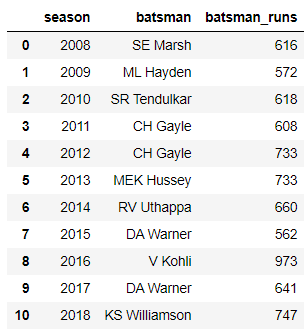 season batsman batsman_runs
0 2008 SE Marsh 616
1 2009 ML Hayden 572
2 2010 SR Tendulkar 618
3 2011 CH Gayle 608
4 2012 CH Gayle 733
5 2013 MEK Hussey 733
6 2014 RV Uthappa 660
7 2015 DA Warner 562
8 2016 V Kohli 973
9 2017 DA Warner 641
10 2018 KS Williamson 747